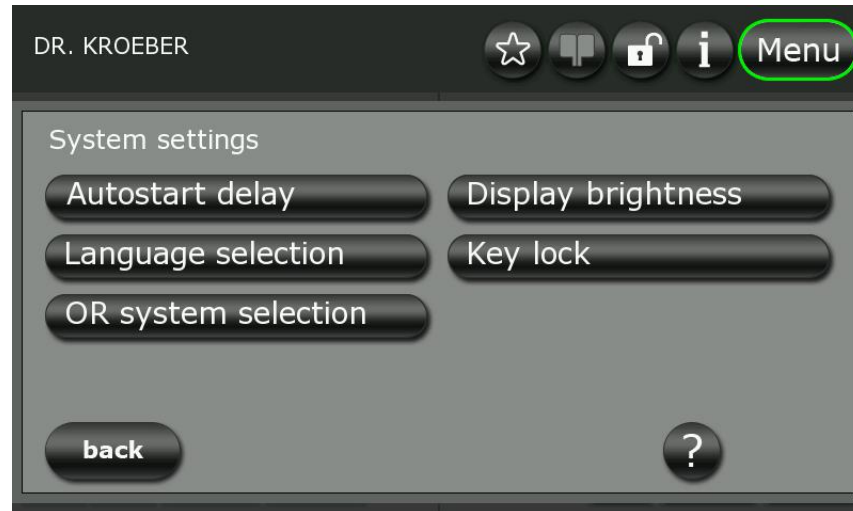 DR. KROEBER
i Menu
System settings
Autostart delay Display brightness
Language selection Key lock
OR system selection
back ?